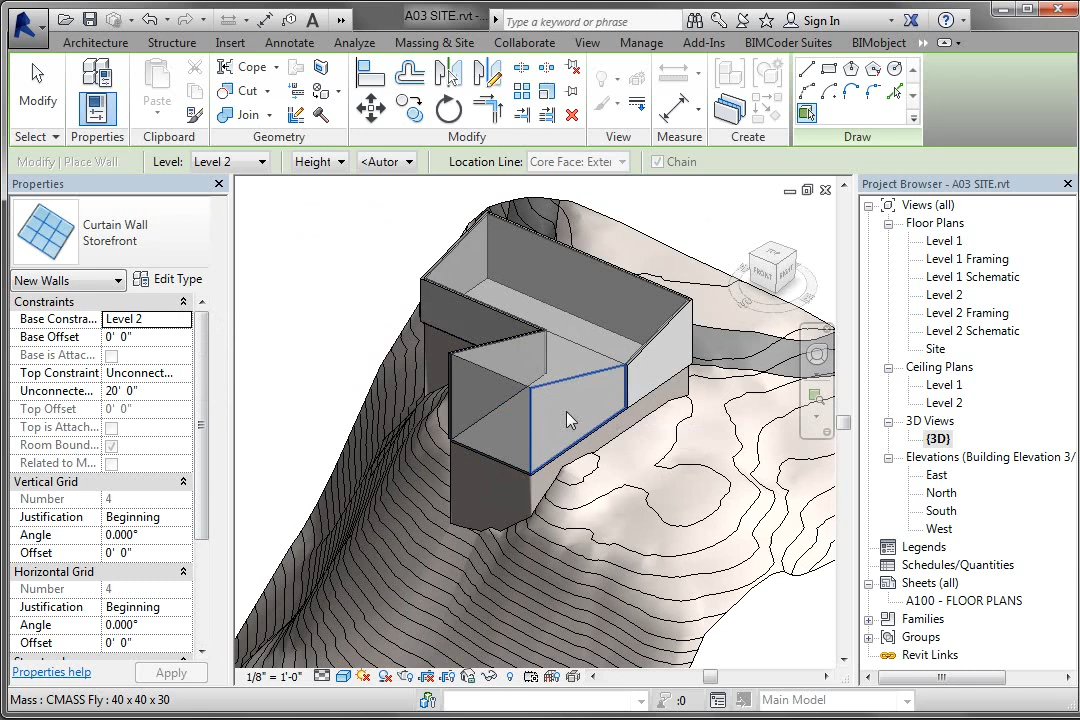 A03 SITE.rvt -...
Type a keyword or phrase
Sign In
Architecture Structure Insert Annotate Analyze Massing & Site Collaborate View Manage Add-Ins BIMCoder Suites BIMobject
Modify
Paste
Cope
Cut
Join
Select Properties Clipboard Geometry Modify View Measure Create Draw
Modify | Place Wall Level: Level 2 Height <Autor Location Line: Core Face: Exter Chain
Properties
Curtain Wall
Storefront
New Walls Edit Type
Constraints
Base Constra... Level 2
Base Offset 0' 0"
Base is Attac...
Top Constraint Unconnect...
Unconnecte... 20' 0"
Top Offset 0' 0"
Top is Attach...
Room Bound...
Related to M...
Vertical Grid
Number 4
Justification Beginning
Angle 0.000°
Offset 0' 0"
Horizontal Grid
Number 4
Justification Beginning
Angle 0.000°
Offset 0' 0"
Properties help Apply
FRONT RIGHT
Project Browser - A03 SITE.rvt
Views (all)
Floor Plans
Level 1
Level 1 Framing
Level 1 Schematic
Level 2
Level 2 Framing
Level 2 Schematic
Site
Ceiling Plans
Level 1
Level 2
3D Views
{3D}
Elevations (Building Elevation 3/
East
North
South
West
Legends
Schedules/Quantities
Sheets (all)
A100 - FLOOR PLANS
Families
Groups
Revit Links
1/8" = 1'-0"
Mass : CMASS Fly : 40 x 40 x 30 :0 Main Model